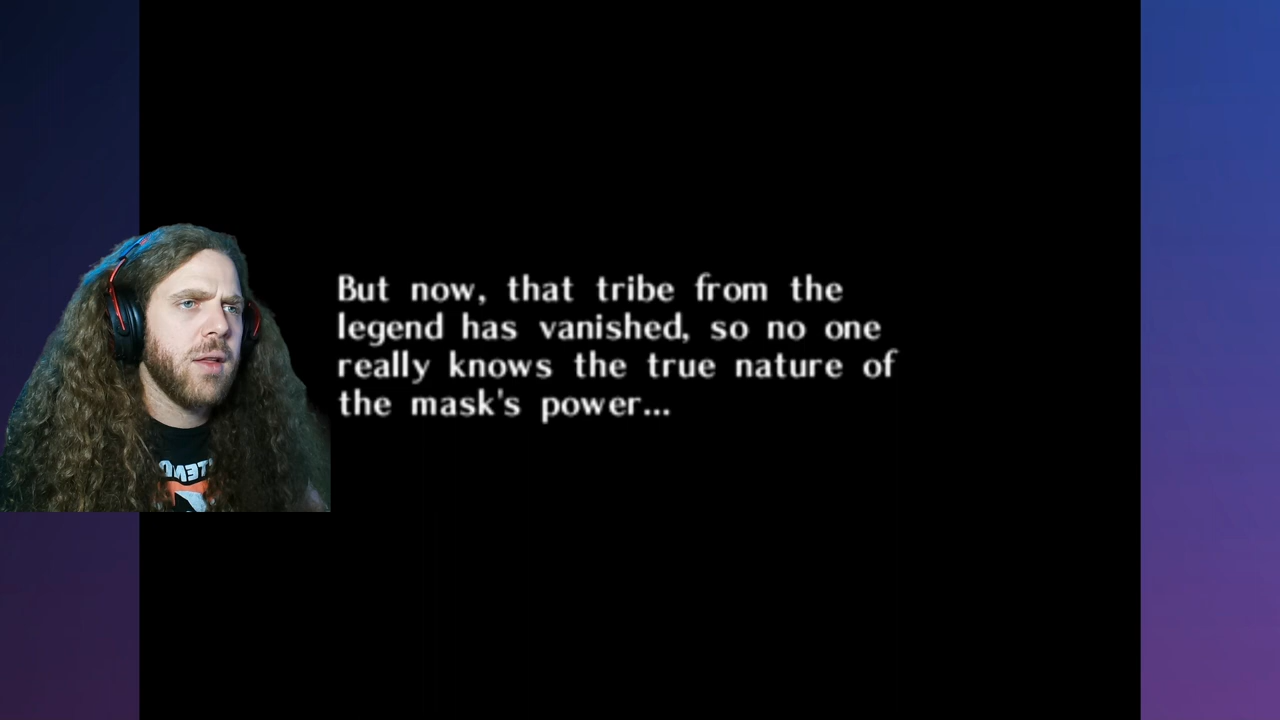 But now, that tribe from the
legend has vanished, so no one
really knows the true nature of
the mask's power...